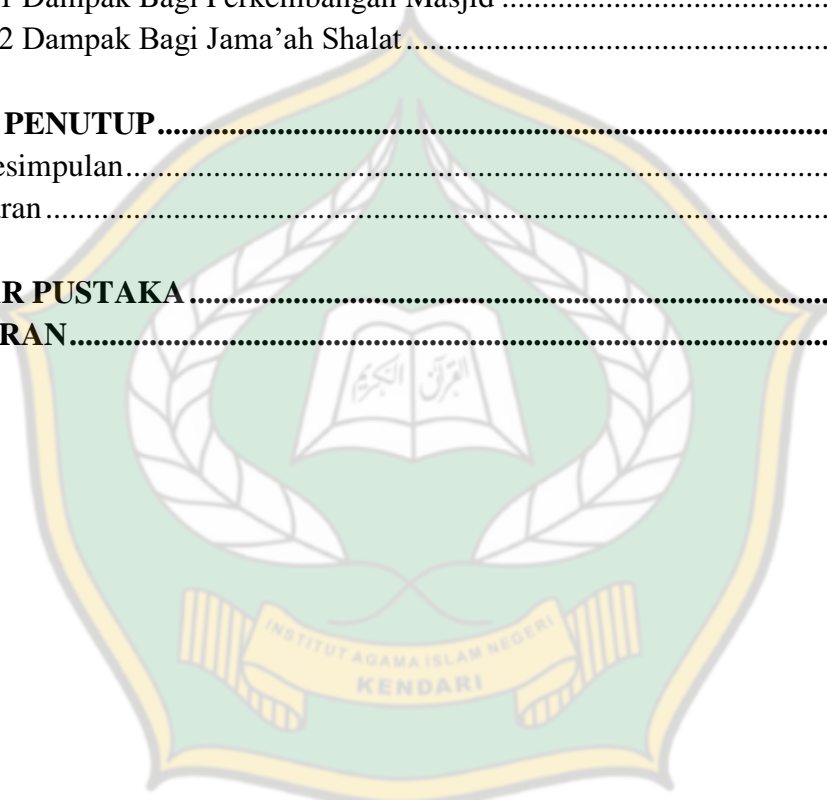 1 Dampak Bagi Perkembangan Masjid ........................................
2 Dampak Bagi Jama’ah Shalat.....................................................
PENUTUP.......................................................................................
esimpulan.........................................................................................
ran....................................................................................................
R PUSTAKA...................................................................................
RAN..................................................................................................
القرآن الكريم
INSTITUT AGAMA ISLAM NEGERI
KENDARI